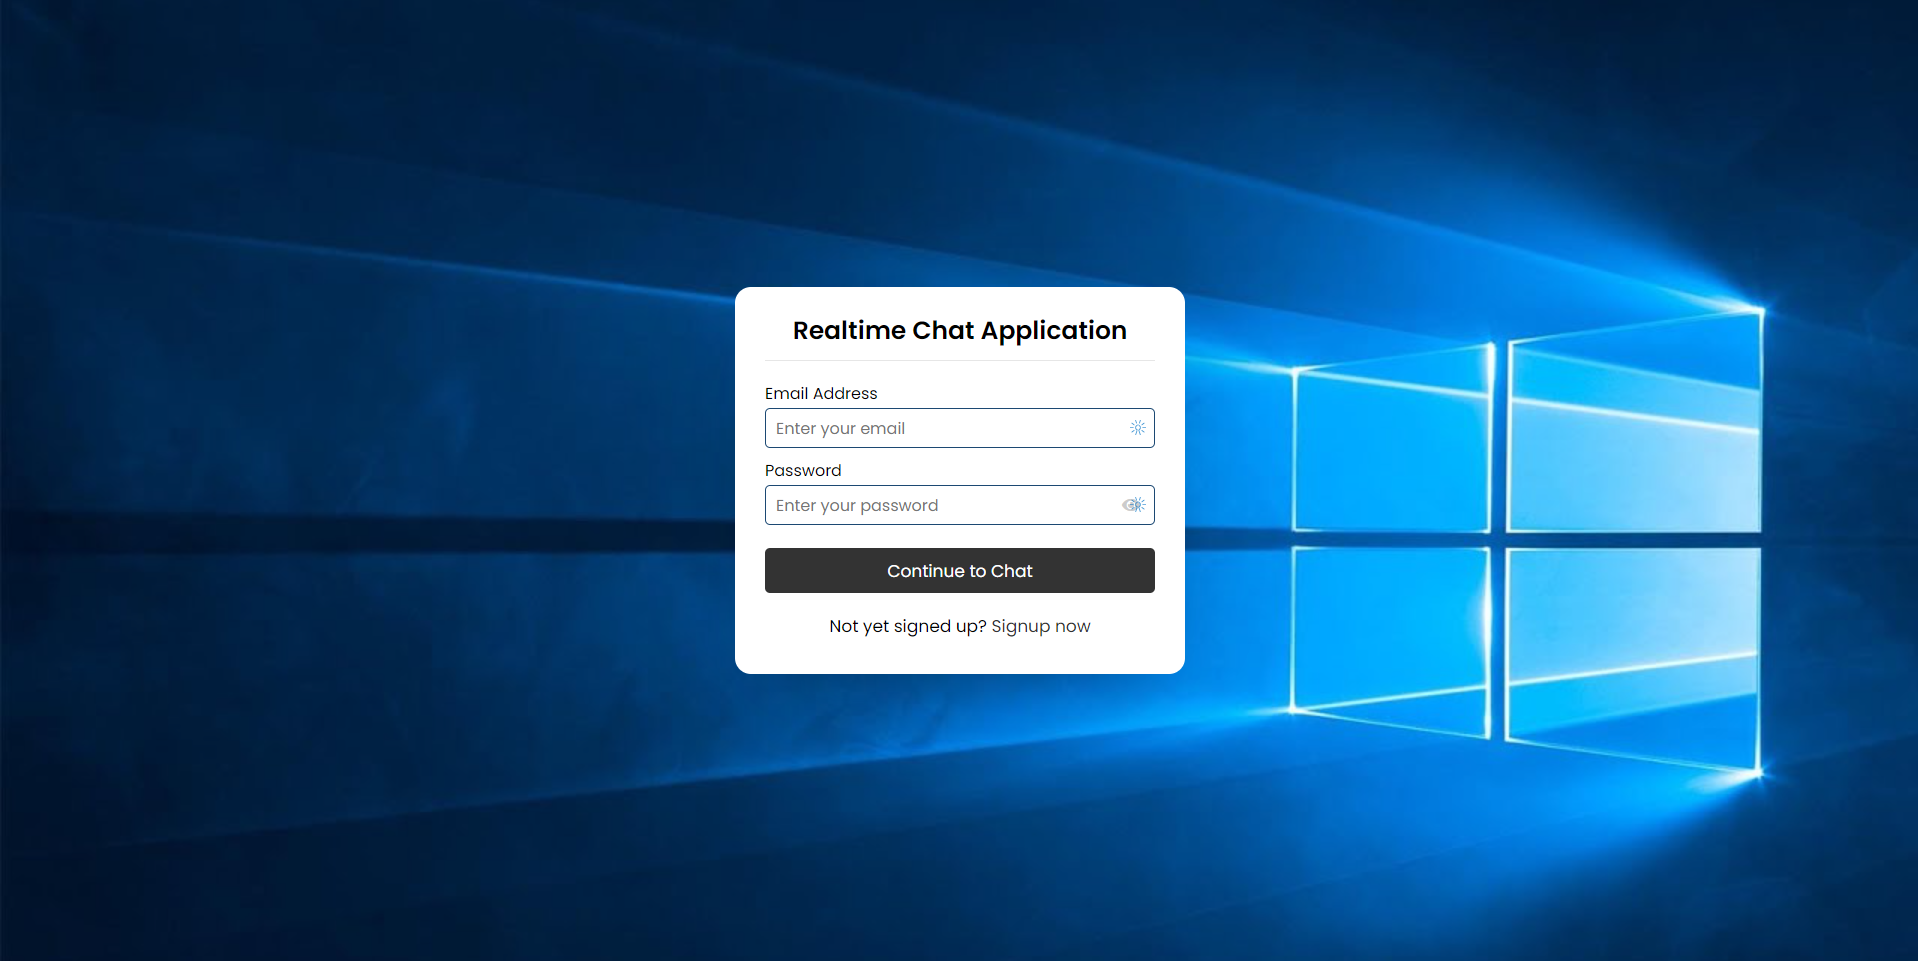 Realtime Chat Application
Email Address
Enter your email
Password
Enter your password
Continue to Chat
Not yet signed up? Signup now